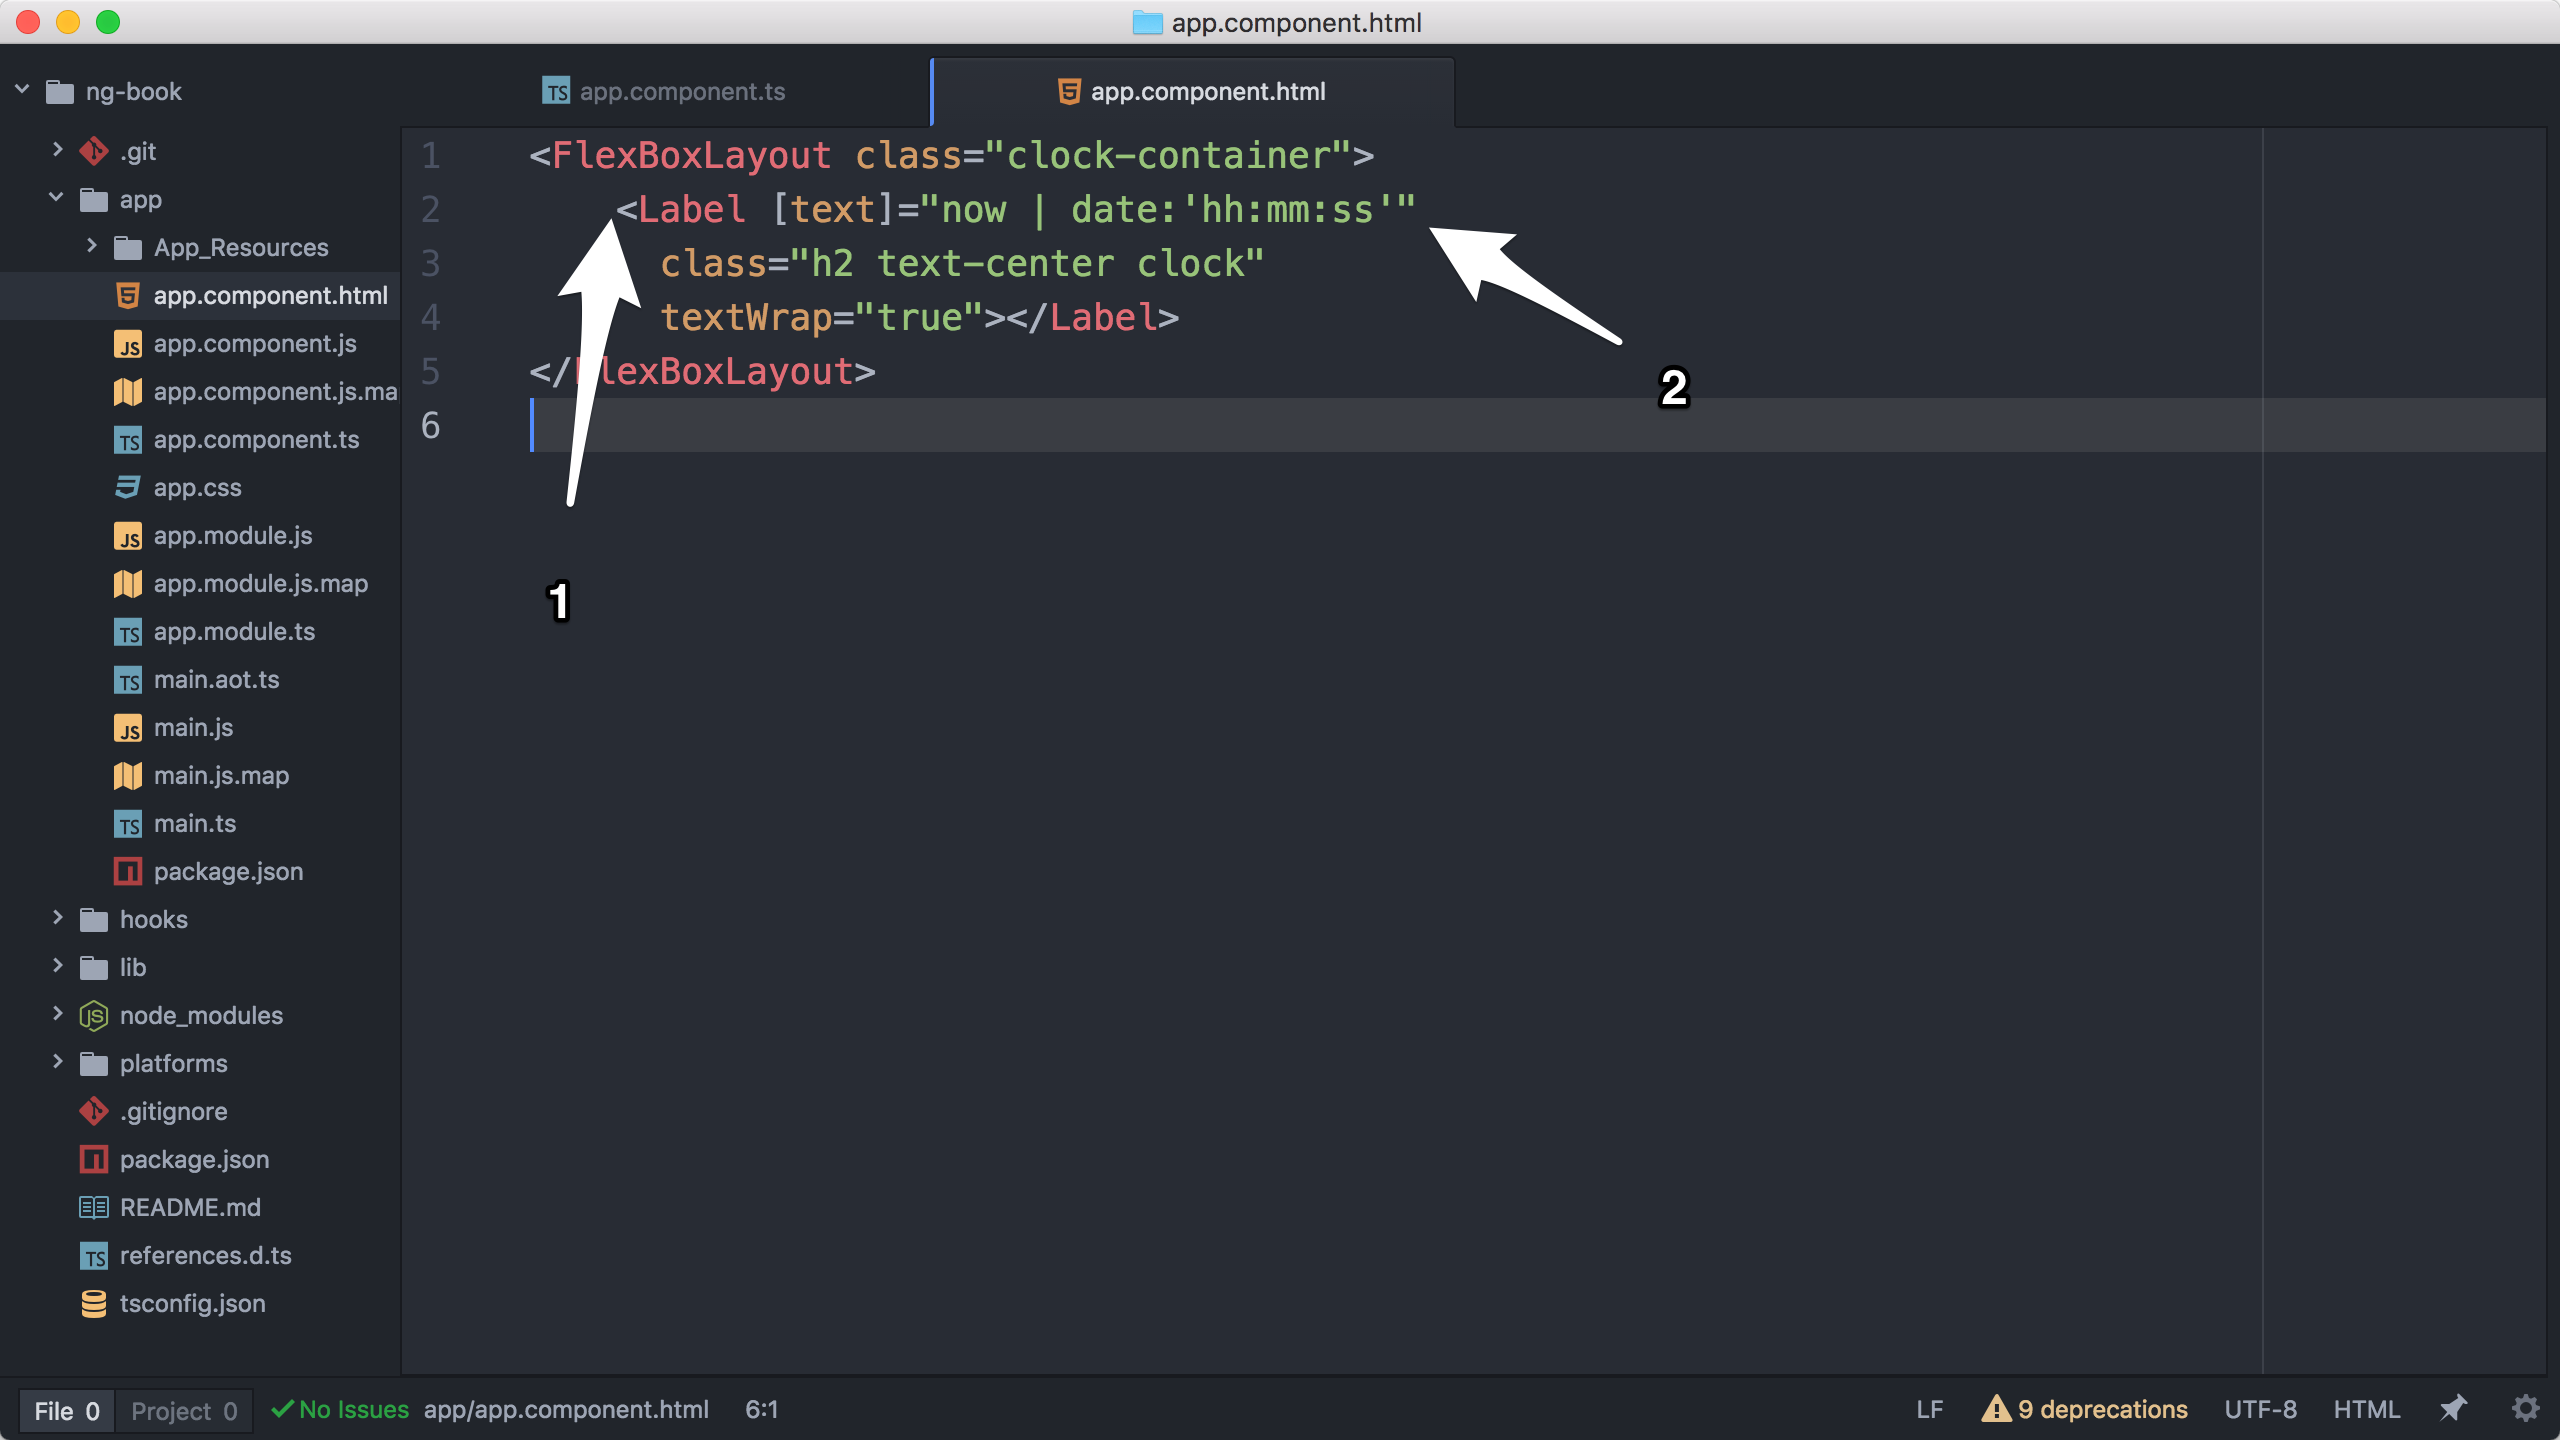 app.component.html
ng-book
.git
app
App_Resources
app.component.html
app.component.js
app.component.js.ma
app.component.ts
app.css
app.module.js
app.module.js.map
app.module.ts
main.aot.ts
main.js
main.js.map
main.ts
package.json
hooks
lib
node_modules
platforms
.gitignore
package.json
README.md
references.d.ts
tsconfig.json
app.component.ts
app.component.html
1 <FlexBoxLayout class="clock-container">
2 <Label [text]="now | date:'hh:mm:ss'"
3 class="h2 text-center clock"
4 textWrap="true"></Label>
5 </FlexBoxLayout>
6
1
2
File 0 Project 0 No Issues app/app.component.html 6:1 LF 9 deprecations UTF-8 HTML